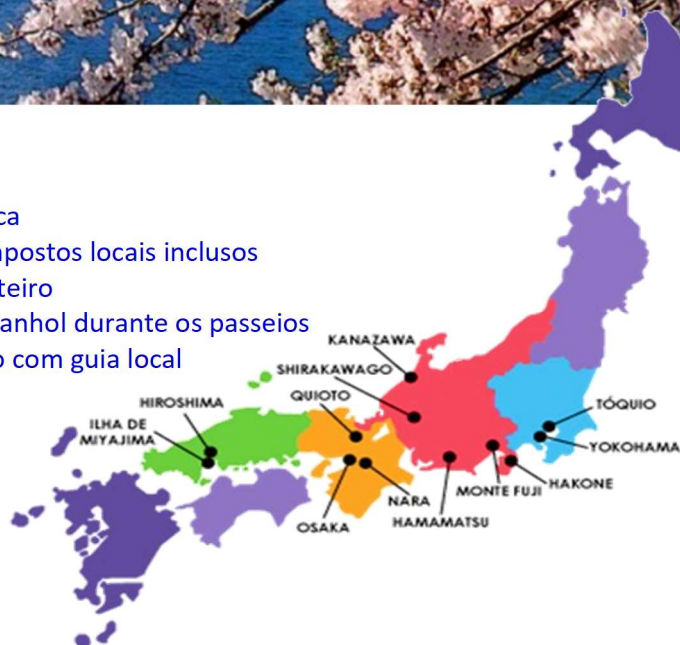 ca
postos locais inclusos
teiro
anhol durante os passeios
o com guia local
KANAZAWA
SHIRAKAWAGO
QUIOTO
HIROSHIMA
ILHA DE
MIYAJIMA
TÓQUIO
YOKOHAMA
HAKONE
MONTE FUJI
NARA
HAMAMATSU
OSAKA